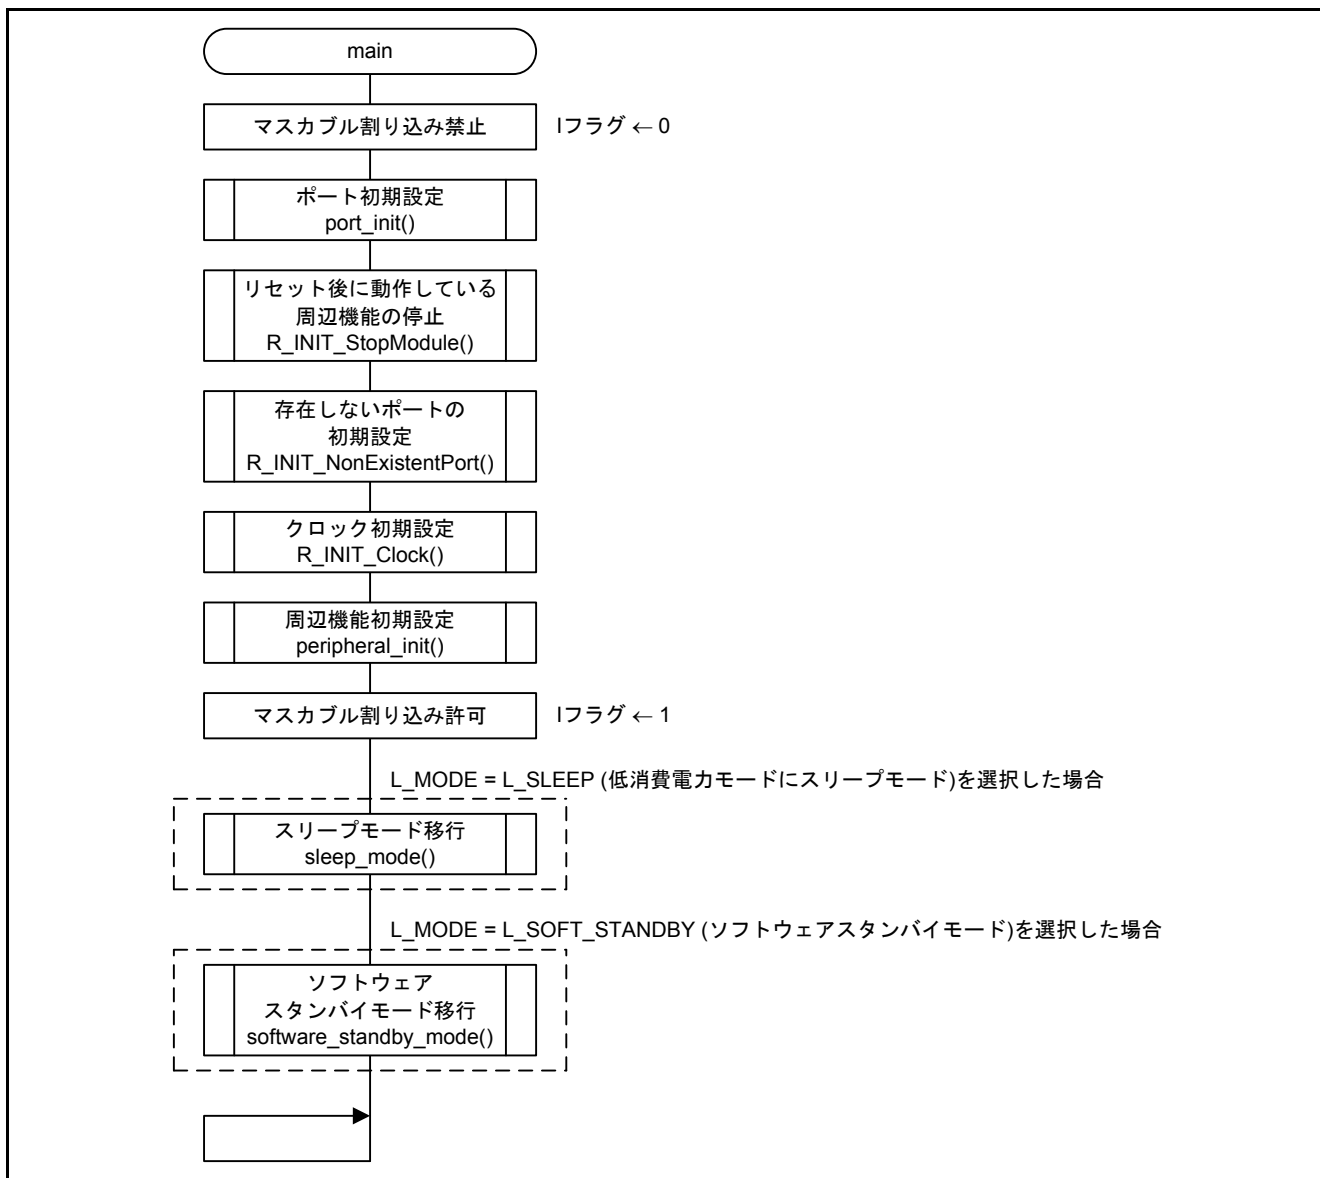 main
マスカブル割り込み禁止
Iフラグ ← 0
ポート初期設定
port_init()
リセット後に動作している
周辺機能の停止
R_INIT_StopModule()
存在しないポートの
初期設定
R_INIT_NonExistentPort()
クロック初期設定
R_INIT_Clock()
周辺機能初期設定
peripheral_init()
マスカブル割り込み許可
Iフラグ ← 1
L_MODE = L_SLEEP (低消費電力モードにスリープモード)を選択した場合
スリープモード移行
sleep_mode()
L_MODE = L_SOFT_STANDBY (ソフトウェアスタンバイモード)を選択した場合
ソフトウェア
スタンバイモード移行
software_standby_mode()